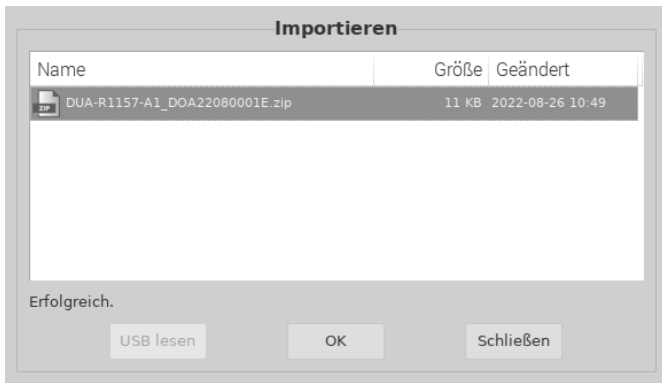 Importieren
Name Größe Geändert
ZIP DUA-R1157-A1_DOA22080001E.zip 11 KB 2022-08-26 10:49
Erfolgreich.
USB lesen OK Schließen